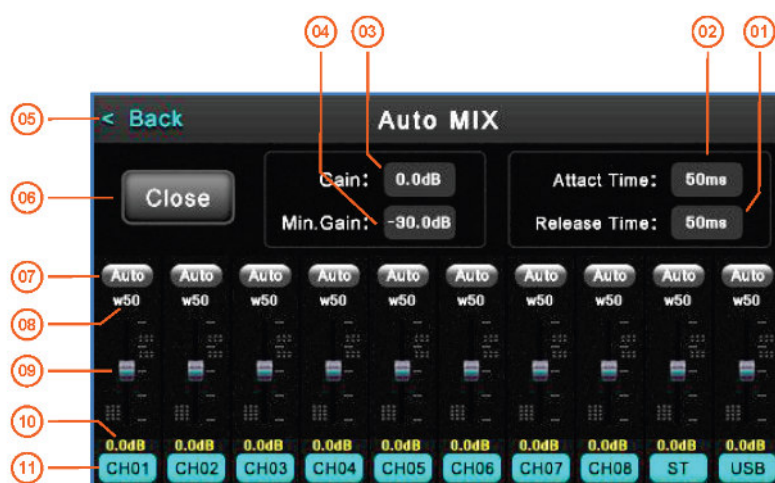 04 03 02 01
05 < Back Auto MIX
Gain: 0.0dB Attact Time: 50ms
06 Close
Min.Gain: -30.0dB Release Time: 50ms
07 Auto Auto Auto Auto Auto Auto Auto Auto Auto Auto
08 w50 w50 w50 w50 w50 w50 w50 w50 w50 w50
09
10 0.0dB 0.0dB 0.0dB 0.0dB 0.0dB 0.0dB 0.0dB 0.0dB 0.0dB 0.0dB
11 CH01 CH02 CH03 CH04 CH05 CH06 CH07 CH08 ST USB